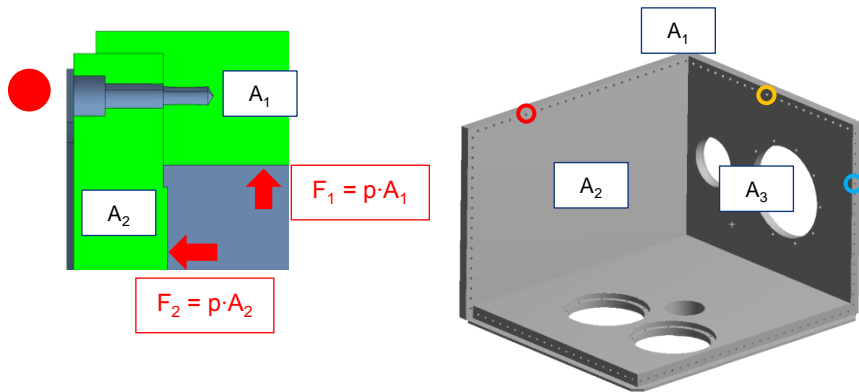 A₁
A₂
F₁ = p·A₁
F₂ = p·A₂
A₁
A₂
A₃